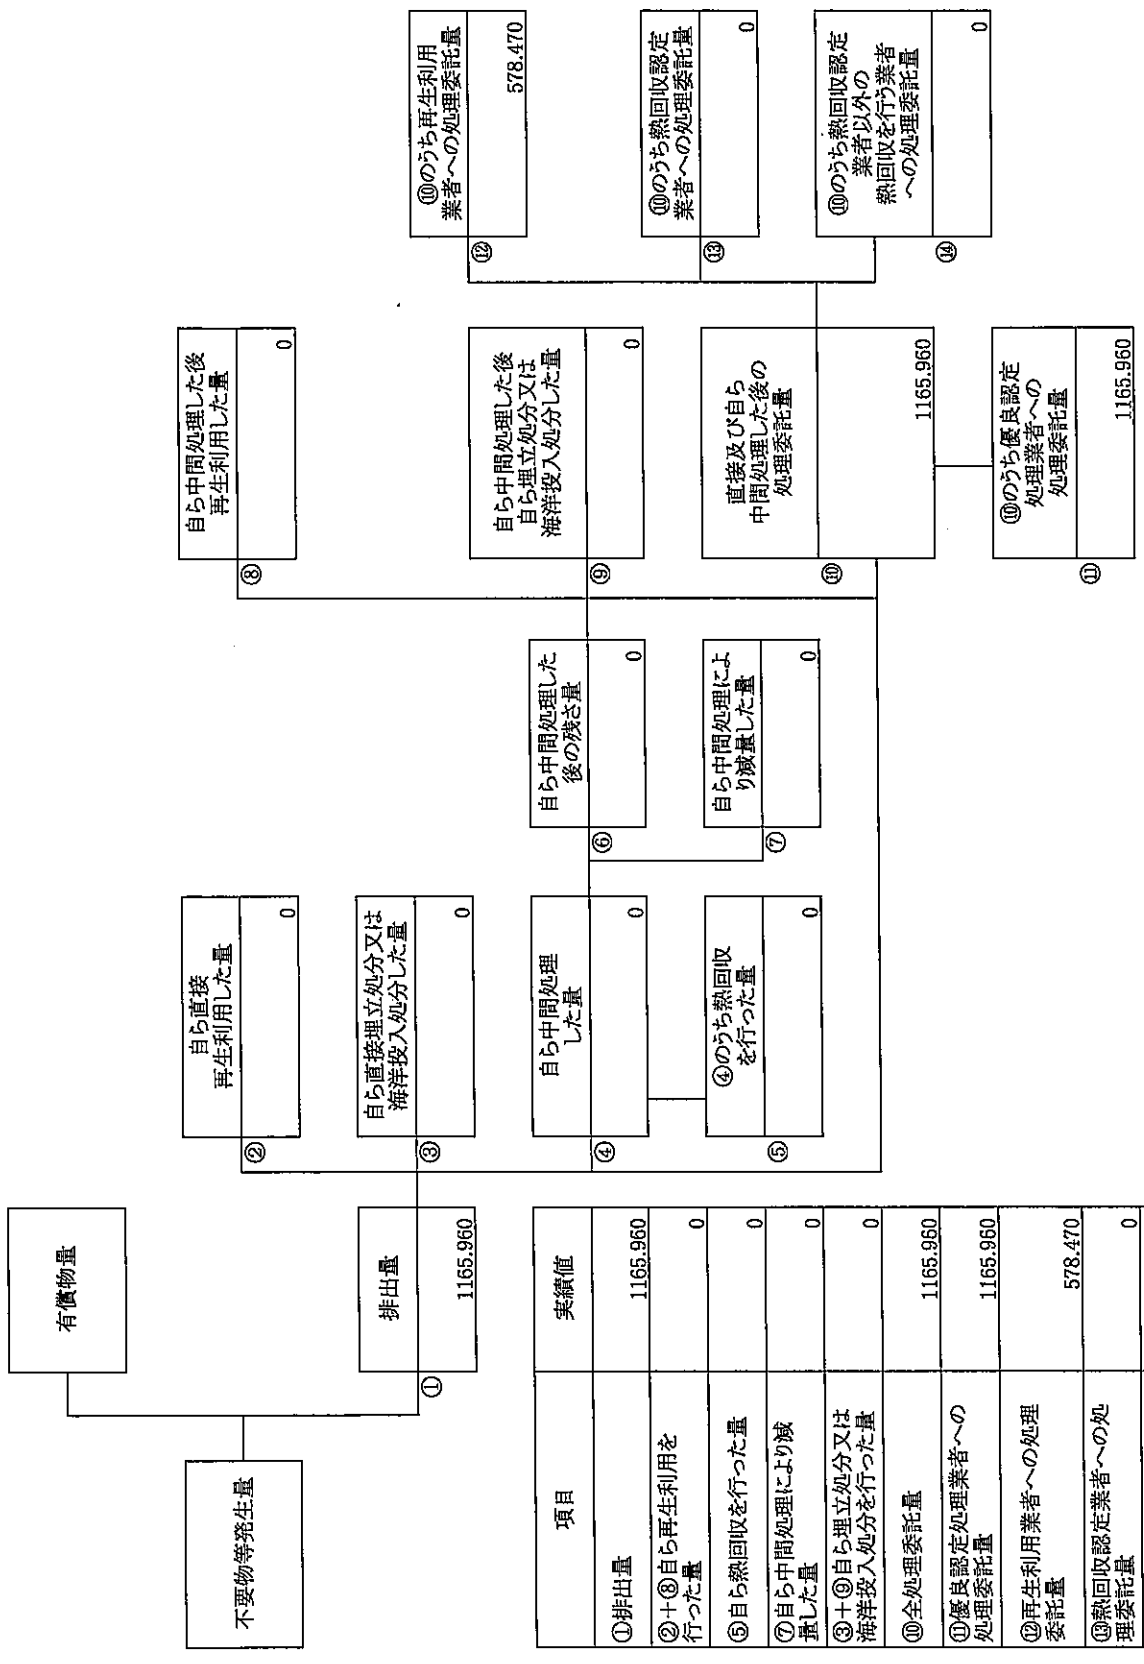 有償物量
不要物等発生量
①
排出量
1165.960
②
自ら直接
再生利用した量
0
③
自ら直接埋立処分又は
海洋投入処分した量
0
④
自ら中間処理
した量
0
⑤
④のうち熱回収
を行った量
0
⑥
自ら中間処理した
後の残さ量
0
⑦
自ら中間処理によ
り減量した量
0
⑧
自ら中間処理した後
再生利用した量
0
⑨
自ら中間処理した後
自ら埋立処分又は
海洋投入処分した量
0
⑩
直接及び自ら
中間処理した後の
処理委託量
1165.960
⑪
⑩のうち優良認定
処理業者への
処理委託量
1165.960
⑫
⑩のうち再生利用
業者への処理委託量
578.470
⑬
⑩のうち熱回収認定
業者への処理委託量
0
⑭
⑩のうち熱回収認定
業者以外の
熱回収を行う業者
への処理委託量
0
項目 実績値
①排出量 1165.960
②+⑧自ら再生利用を
行った量 0
⑤自ら熱回収を行った量 0
⑦自ら中間処理により減
量した量 0
③+⑨自ら埋立処分又は
海洋投入処分を行った量 0
⑩全処理委託量 1165.960
⑪優良認定処理業者への
処理委託量 1165.960
⑫再生利用業者への処理
委託量 578.470
⑬熱回収認定業者への処
理委託量 0